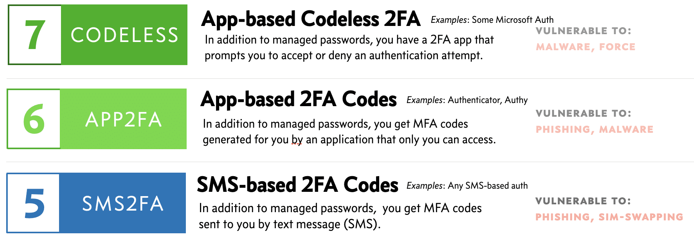 7 CODELESS
App-based Codeless 2FA Examples: Some Microsoft Auth
In addition to managed passwords, you have a 2FA app that
prompts you to accept or deny an authentication attempt.
VULNERABLE TO:
MALWARE, FORCE
6 APP2FA
App-based 2FA Codes Examples: Authenticator, Authy
In addition to managed passwords, you get MFA codes
generated for you by an application that only you can access.
VULNERABLE TO:
PHISHING, MALWARE
5 SMS2FA
SMS-based 2FA Codes Examples: Any SMS-based auth
In addition to managed passwords, you get MFA codes
sent to you by text message (SMS).
VULNERABLE TO:
PHISHING, SIM-SWAPPING